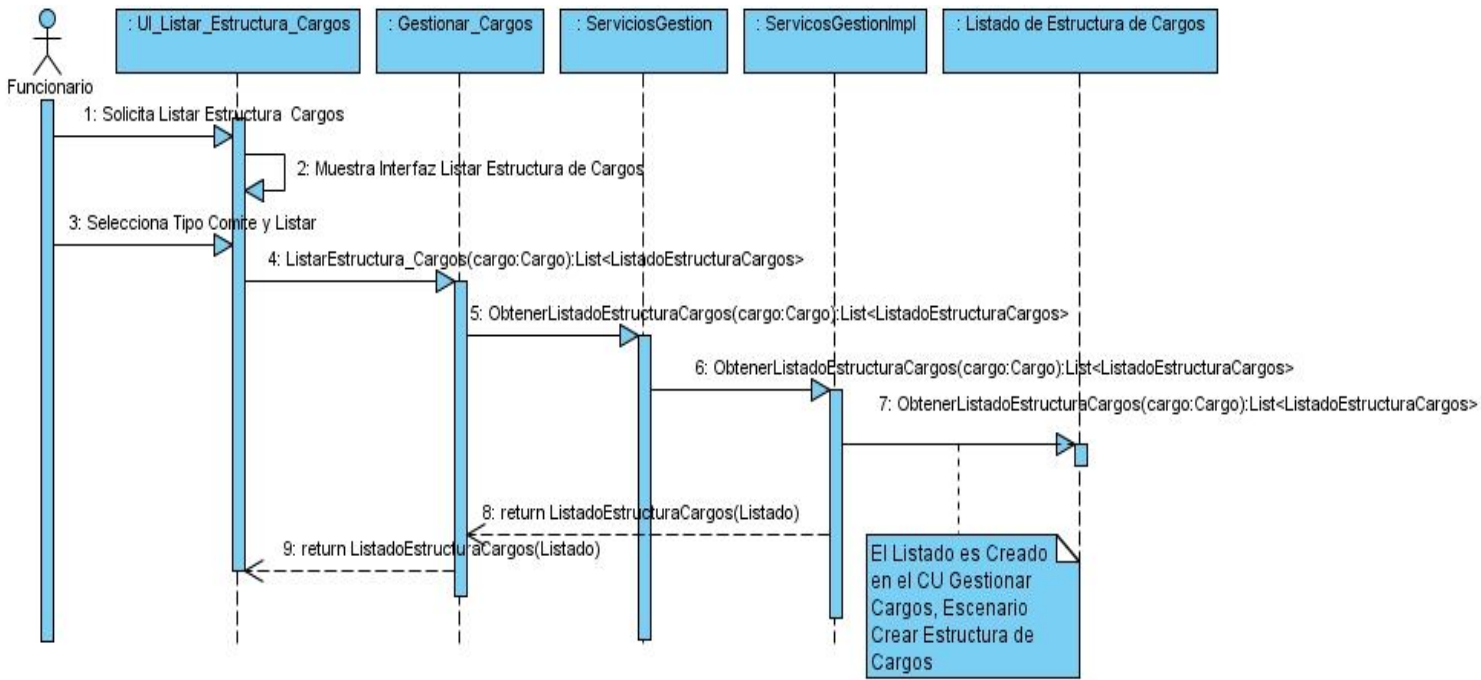 : UI_Listar_Estructura_Cargos
: Gestionar_Cargos
: ServiciosGestion
: ServicosGestionImpl
: Listado de Estructura de Cargos
Funcionario
1: Solicita Listar Estructura Cargos
2: Muestra Interfaz Listar Estructura de Cargos
3: Selecciona Tipo Comite y Listar
4: ListarEstructura_Cargos(cargo:Cargo):List<ListadoEstructuraCargos>
5: ObtenerListadoEstructuraCargos(cargo:Cargo):List<ListadoEstructuraCargos>
6: ObtenerListadoEstructuraCargos(cargo:Cargo):List<ListadoEstructuraCargos>
7: ObtenerListadoEstructuraCargos(cargo:Cargo):List<ListadoEstructuraCargos>
8: return ListadoEstructuraCargos(Listado)
9: return ListadoEstructuraCargos(Listado)
El Listado es Creado
en el CU Gestionar
Cargos, Escenario
Crear Estructura de
Cargos